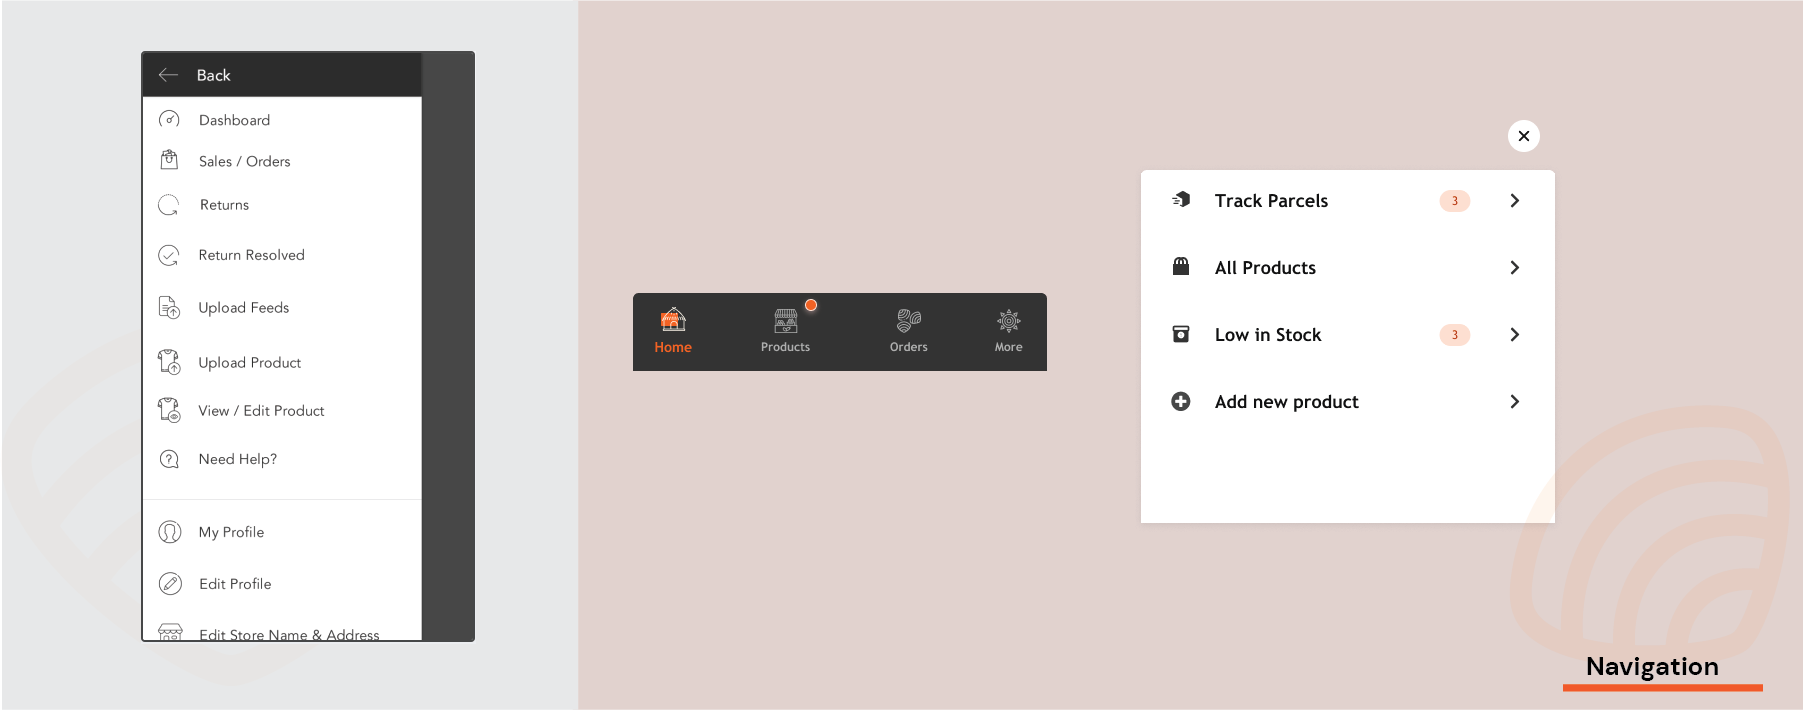 Back
Dashboard
Sales / Orders
Returns
Return Resolved
Upload Feeds
Upload Product
View / Edit Product
Need Help?
My Profile
Edit Profile
Edit Store Name & Address
Home
Products
Orders
More
Track Parcels 3
All Products
Low in Stock 3
Add new product
Navigation